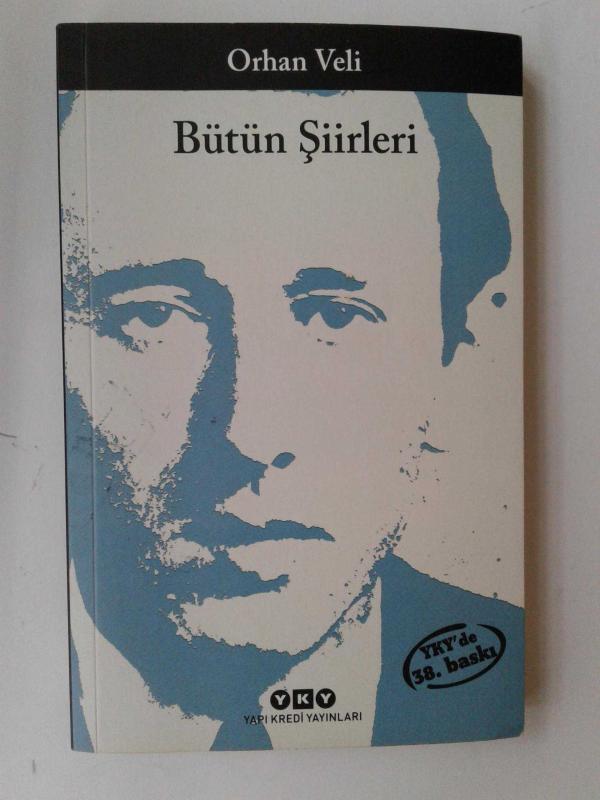 Orhan Veli
Bütün Şiirleri
YKY'de
38. baskı
YKY
YAPI KREDİ YAYINLARI